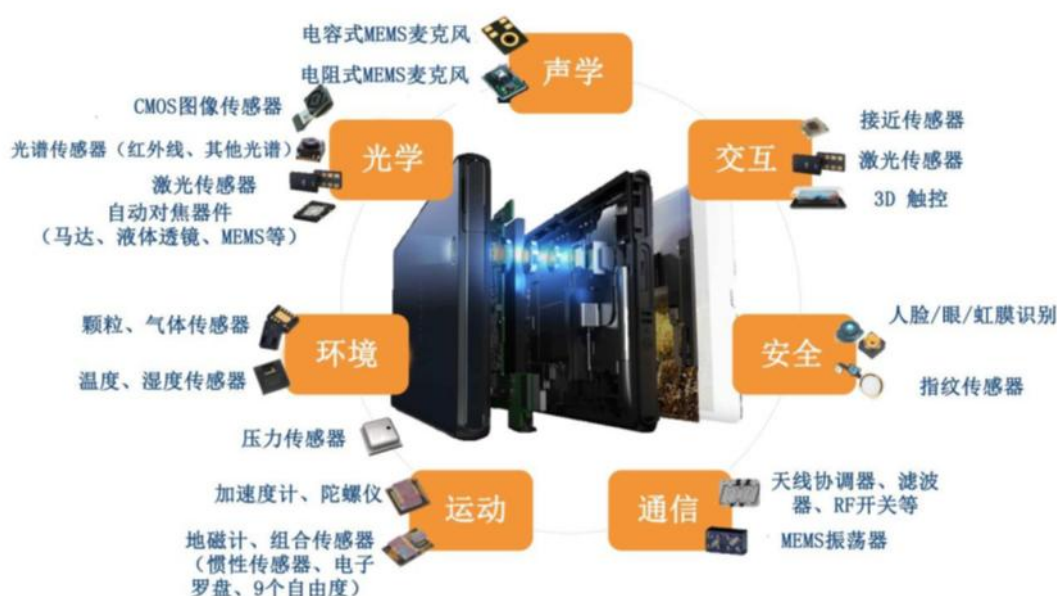 电容式MEMS麦克风
电阻式MEMS麦克风
声学
CMOS图像传感器
光谱传感器（红外线、其他光谱）
激光传感器
自动对焦器件
（马达、液体透镜、MEMS等）
光学
接近传感器
激光传感器
3D 触控
交互
颗粒、气体传感器
温度、湿度传感器
压力传感器
环境
人脸/眼/虹膜识别
指纹传感器
安全
加速度计、陀螺仪
地磁计、组合传感器
（惯性传感器、电子
罗盘、9个自由度）
运动
天线协调器、滤波
器、RF开关等
MEMS振荡器
通信